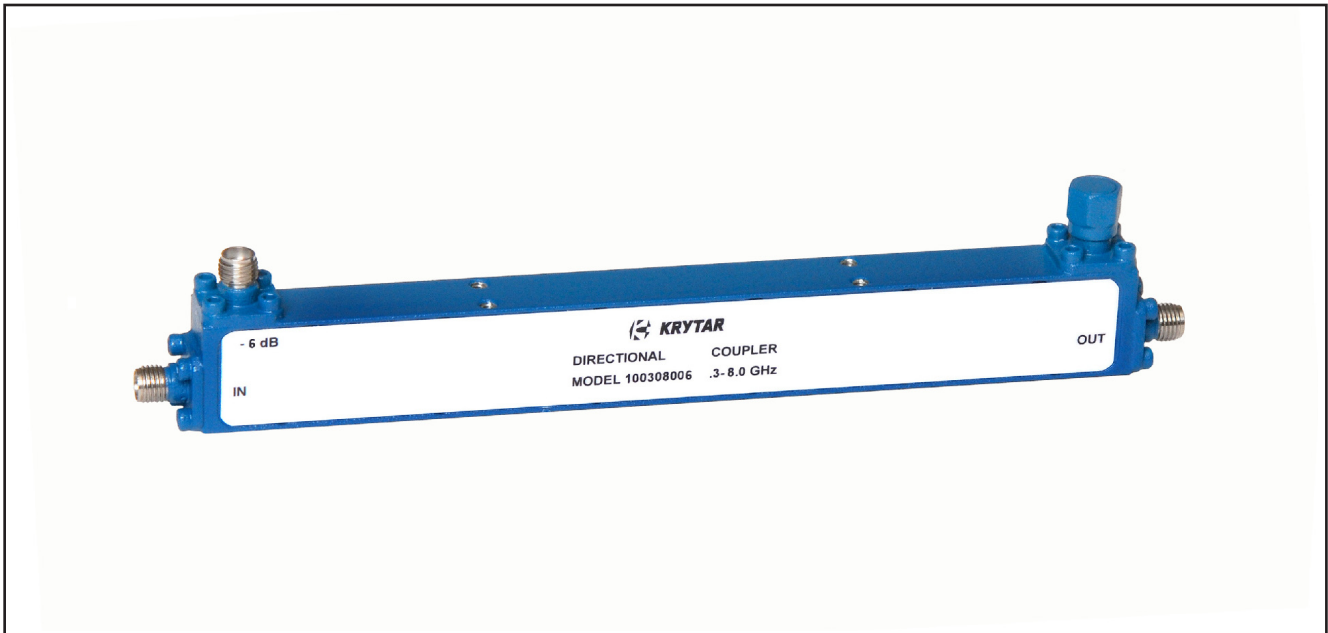 KRYTAR
- 6 dB
DIRECTIONAL COUPLER
OUT
IN
MODEL 100308006 .3-8.0 GHz